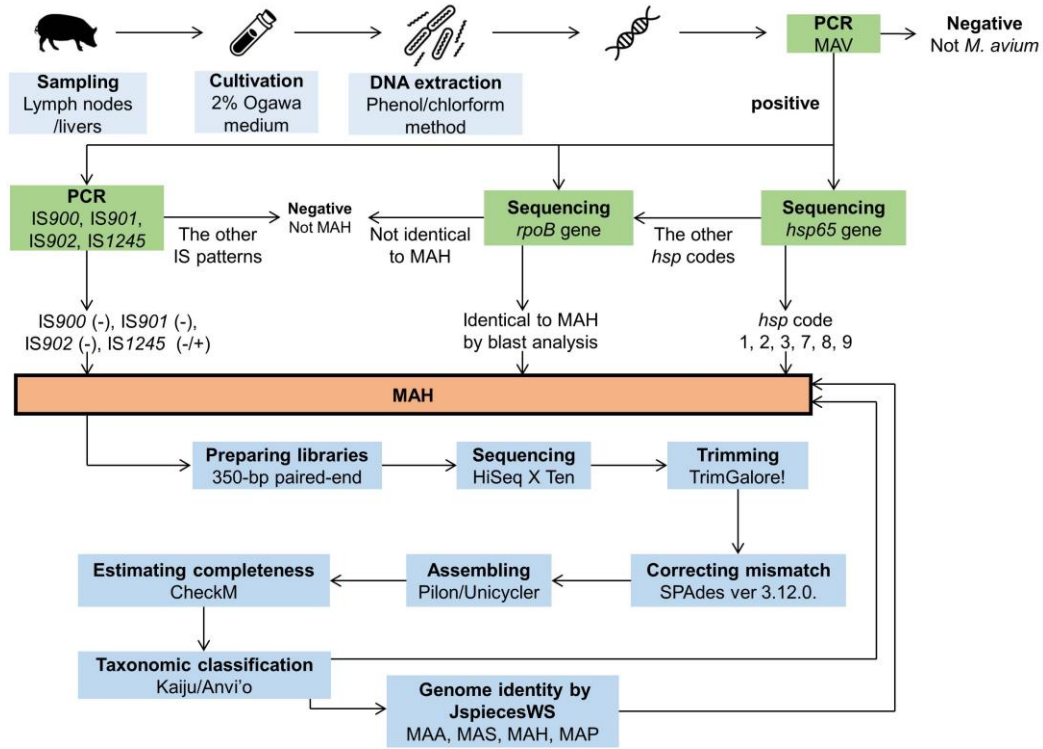 PCR
MAV
Negative
Not M. avium
Sampling
Lymph nodes
/livers
Cultivation
2% Ogawa
medium
DNA extraction
Phenol/chlorform
method
positive
PCR
IS900, IS901,
IS902, IS1245
The other
IS patterns
Negative
Not MAH
Not identical
to MAH
Sequencing
rpoB gene
The other
hsp codes
Sequencing
hsp65 gene
IS900 (-), IS901 (-),
IS902 (-), IS1245 (-/+)
Identical to MAH
by blast analysis
hsp code
1, 2, 3, 7, 8, 9
MAH
Preparing libraries
350-bp paired-end
Sequencing
HiSeq X Ten
Trimming
TrimGalore!
Estimating completeness
CheckM
Assembling
Pilon/Unicycler
Correcting mismatch
SPAdes ver 3.12.0.
Taxonomic classification
Kaiju/Anvi'o
Genome identity by
JspiecesWS
MAA, MAS, MAH, MAP